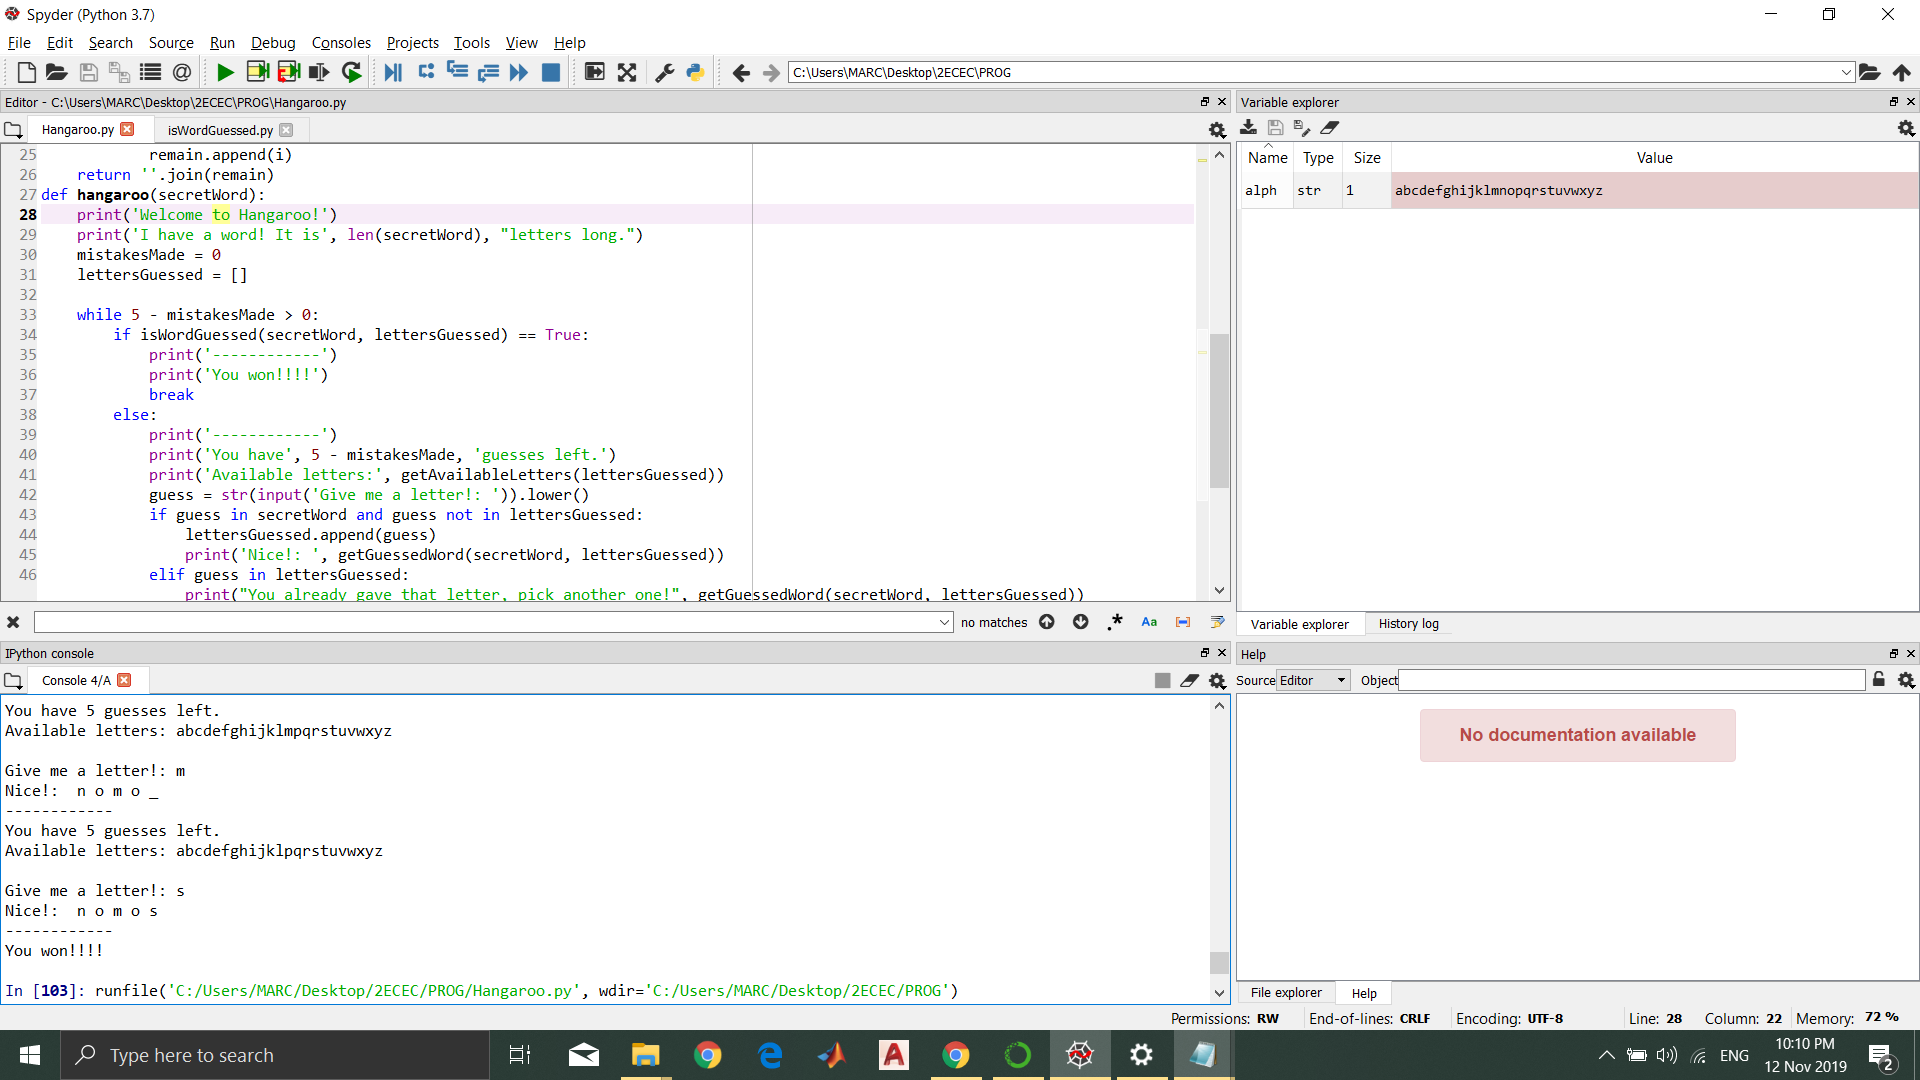 Spyder (Python 3.7)
File Edit Search Source Run Debug Consoles Projects Tools View Help
C:\Users\MARC\Desktop\2ECEC\PROG
Editor - C:\Users\MARC\Desktop\2ECEC\PROG\Hangaroo.py
Hangaroo.py isWordGuessed.py
25 remain.append(i)
26 return ''.join(remain)
27 def hangaroo(secretWord):
28 print('Welcome to Hangaroo!')
29 print('I have a word! It is', len(secretWord), "letters long.")
30 mistakesMade = 0
31 lettersGuessed = []
32
33 while 5 - mistakesMade > 0:
34 if isWordGuessed(secretWord, lettersGuessed) == True:
35 print('------------')
36 print('You won!!!!')
37 break
38 else:
39 print('------------')
40 print('You have', 5 - mistakesMade, 'guesses left.')
41 print('Available letters:', getAvailableLetters(lettersGuessed))
42 guess = str(input('Give me a letter!: ')).lower()
43 if guess in secretWord and guess not in lettersGuessed:
44 lettersGuessed.append(guess)
45 print('Nice!: ', getGuessedWord(secretWord, lettersGuessed))
46 elif guess in lettersGuessed:
print("You already gave that letter, pick another one!", getGuessedWord(secretWord, lettersGuessed))
no matches .* Aa
IPython console
Console 4/A
You have 5 guesses left.
Available letters: abcdefghijklmpqrstuvwxyz
Give me a letter!: m
Nice!:  n o m o _
------------
You have 5 guesses left.
Available letters: abcdefghijklpqrstuvwxyz
Give me a letter!: s
Nice!:  n o m o s
------------
You won!!!!
In [103]: runfile('C:/Users/MARC/Desktop/2ECEC/PROG/Hangaroo.py', wdir='C:/Users/MARC/Desktop/2ECEC/PROG')
Variable explorer
Name Type Size Value
alph str 1 abcdefghijklmnopqrstuvwxyz
Variable explorer History log
Help
Source Editor Object
No documentation available
File explorer Help
Permissions: RW End-of-lines: CRLF Encoding: UTF-8 Line: 28 Column: 22 Memory: 72 %
Type here to search
ENG
10:10 PM
12 Nov 2019
2